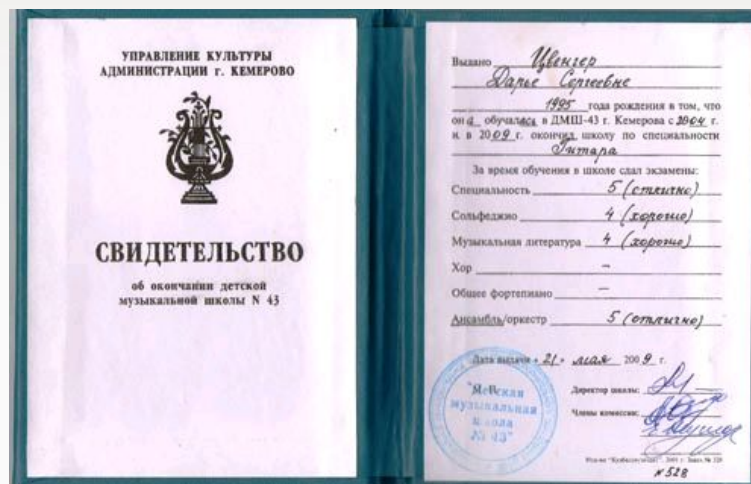 УПРАВЛЕНИЕ КУЛЬТУРЫ
АДМИНИСТРАЦИИ г. КЕМЕРОВО
СВИДЕТЕЛЬСТВО
об окончании детской
музыкальной школы N 43
Выдано Цвенгер
Дарье Сергеевне
1995 года рождения в том, что
она обучалась в ДМШ-43 г. Кемерова с 2004 г.
и в 2009 г. окончил школу по специальности
Гитара
За время обучения в школе сдал экзамены:
Специальность 5 (отлично)
Сольфеджио 4 (хорошо)
Музыкальная литература 4 (хорошо)
Хор –
Общее фортепиано –
Ансамбль/оркестр 5 (отлично)
Дата выдачи « 21 » мая 2009 г.
Директор школы:
Члены комиссии:
"Детская
музыкальная
школа
№ 43"
N 528